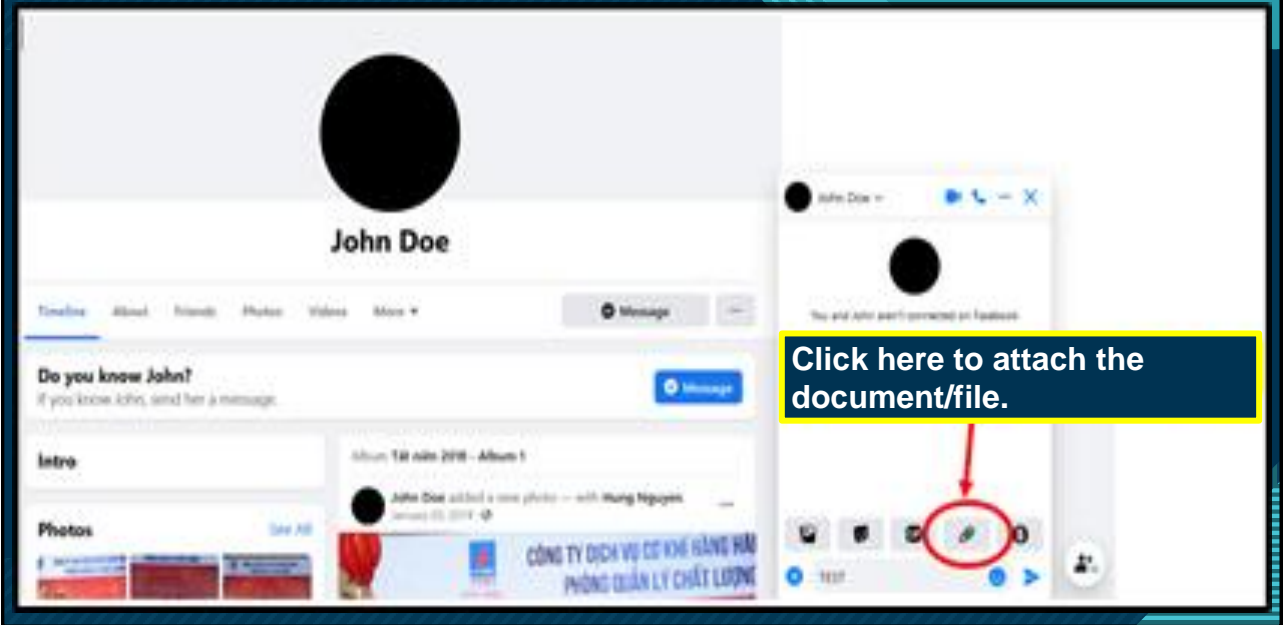 John Doe
Timeline About Friends Photos Videos More
Message
Do you know John?
If you know John, send her a message.
Message
Intro
Photos
See All
Album Tất niên 2018 - Album 1
John Doe added a new photo — with Hung Nguyen
CÔNG TY DỊCH VỤ CƠ KHÍ HÀNG HẢI
PHÒNG QUẢN LÝ CHẤT LƯỢNG
John Doe
You and John aren't connected on Facebook
Click here to attach the
document/file.
TEST